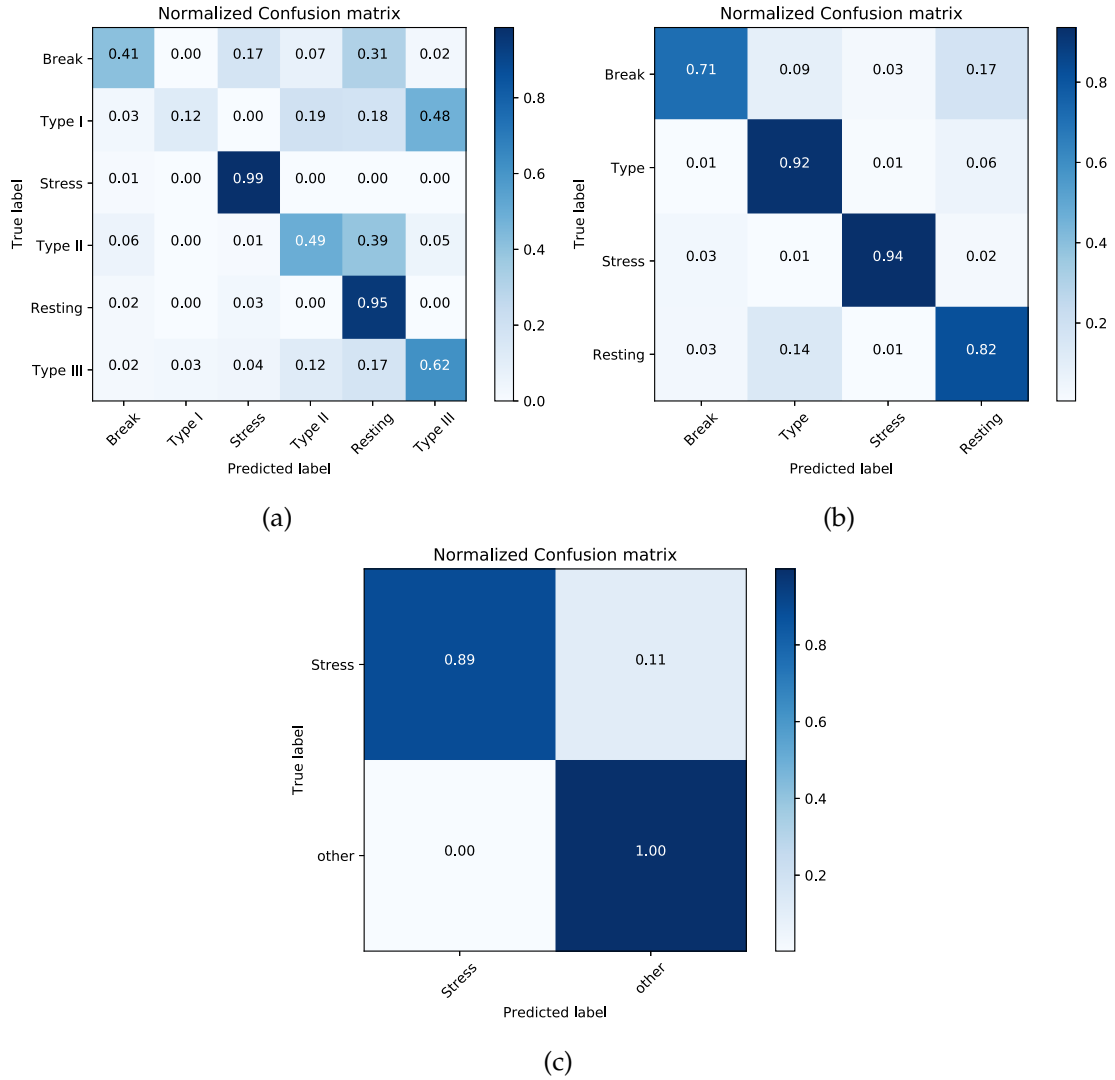 Normalized Confusion matrix
True label
Break 0.41 0.00 0.17 0.07 0.31 0.02
Type I 0.03 0.12 0.00 0.19 0.18 0.48
Stress 0.01 0.00 0.99 0.00 0.00 0.00
Type II 0.06 0.00 0.01 0.49 0.39 0.05
Resting 0.02 0.00 0.03 0.00 0.95 0.00
Type III 0.02 0.03 0.04 0.12 0.17 0.62
Break Type I Stress Type II Resting Type III
Predicted label
0.8
0.6
0.4
0.2
0.0
(a)
Normalized Confusion matrix
True label
Break 0.71 0.09 0.03 0.17
Type 0.01 0.92 0.01 0.06
Stress 0.03 0.01 0.94 0.02
Resting 0.03 0.14 0.01 0.82
Break Type Stress Resting
Predicted label
0.8
0.6
0.4
0.2
(b)
Normalized Confusion matrix
True label
Stress 0.89 0.11
other 0.00 1.00
Stress other
Predicted label
0.8
0.6
0.4
0.2
(c)